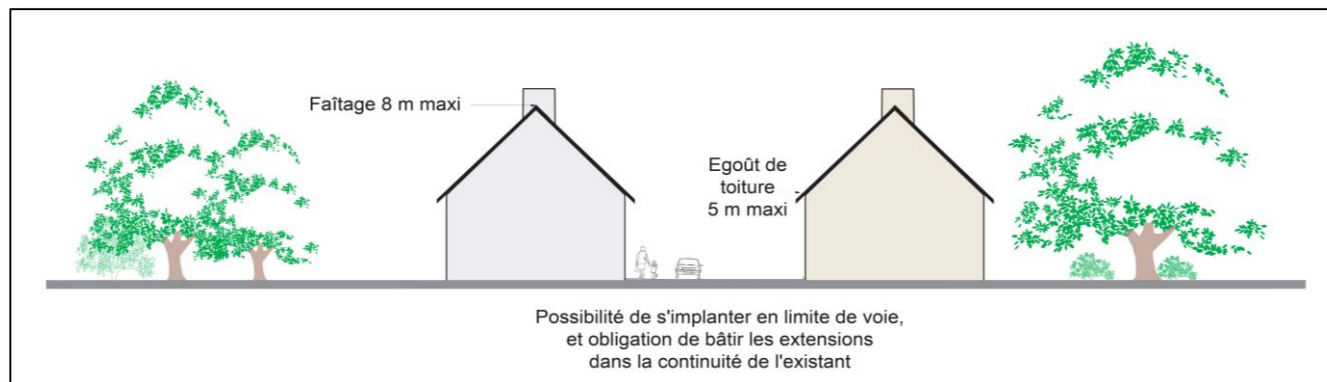 Faîtage 8 m maxi
Egoût de
toiture
5 m maxi
Possibilité de s'implanter en limite de voie,
et obligation de bâtir les extensions
dans la continuité de l'existant